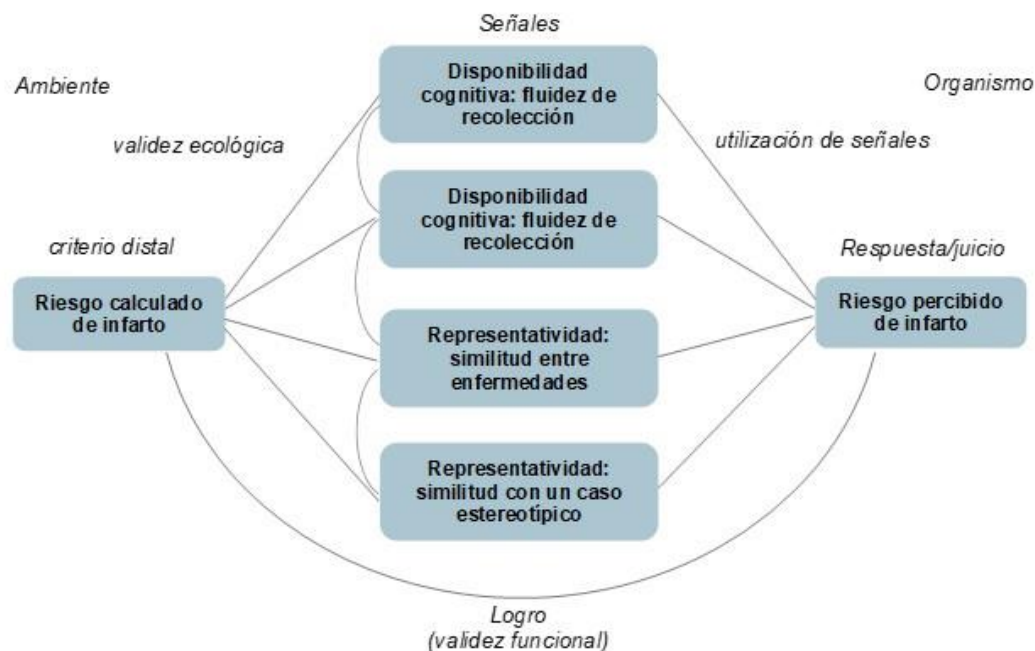 Señales
Ambiente
Organismo
Disponibilidad
cognitiva: fluidez de
recolección
validez ecológica
utilización de señales
Disponibilidad
cognitiva: fluidez de
recolección
criterio distal
Respuesta/juicio
Riesgo calculado
de infarto
Riesgo percibido
de infarto
Representatividad:
similitud entre
enfermedades
Representatividad:
similitud con un caso
estereotípico
Logro
(validez funcional)